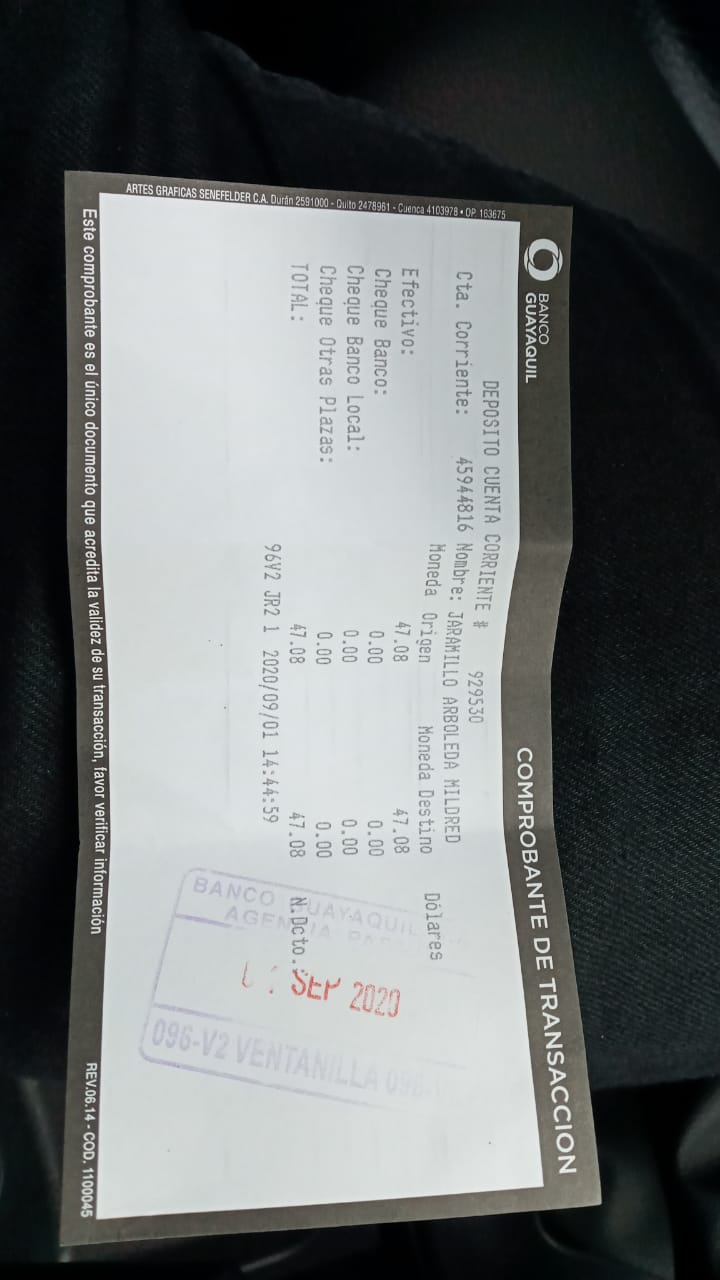 BANCO
GUAYAQUIL
COMPROBANTE DE TRANSACCION
DEPOSITO CUENTA CORRIENTE # 929530
Cta. Corriente: 45944816 Nombre: JARAMILLO ARBOLEDA MILDRED
Moneda Origen Moneda Destino Dólares
Efectivo: 47.08 47.08
Cheque Banco: 0.00 0.00
Cheque Banco Local: 0.00 0.00
Cheque Otras Plazas: 0.00 0.00
TOTAL: 47.08 47.08 N.Dcto.:
96V2 JR2 1 2020/09/01 14:44:59
BANCO GUAYAQUIL
AGENCIA
SEP 2020
096-V2 VENTANILLA
Este comprobante es el único documento que acredita la validez de su transacción, favor verificar información
REV.06.14 - COD. 1100045
ARTES GRAFICAS SENEFELDER C.A. Durán 2591000 - Quito 2478961 - Cuenca 4103978 • OP. 163675